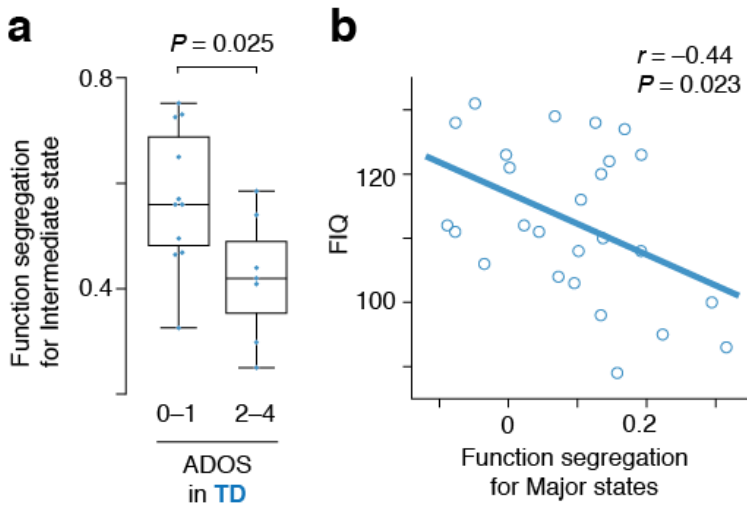 a
P = 0.025
0.8
0.4
Function segregation
for Intermediate state
0–1
2–4
ADOS
in TD
b
r = –0.44
P = 0.023
120
100
FIQ
0
0.2
Function segregation
for Major states